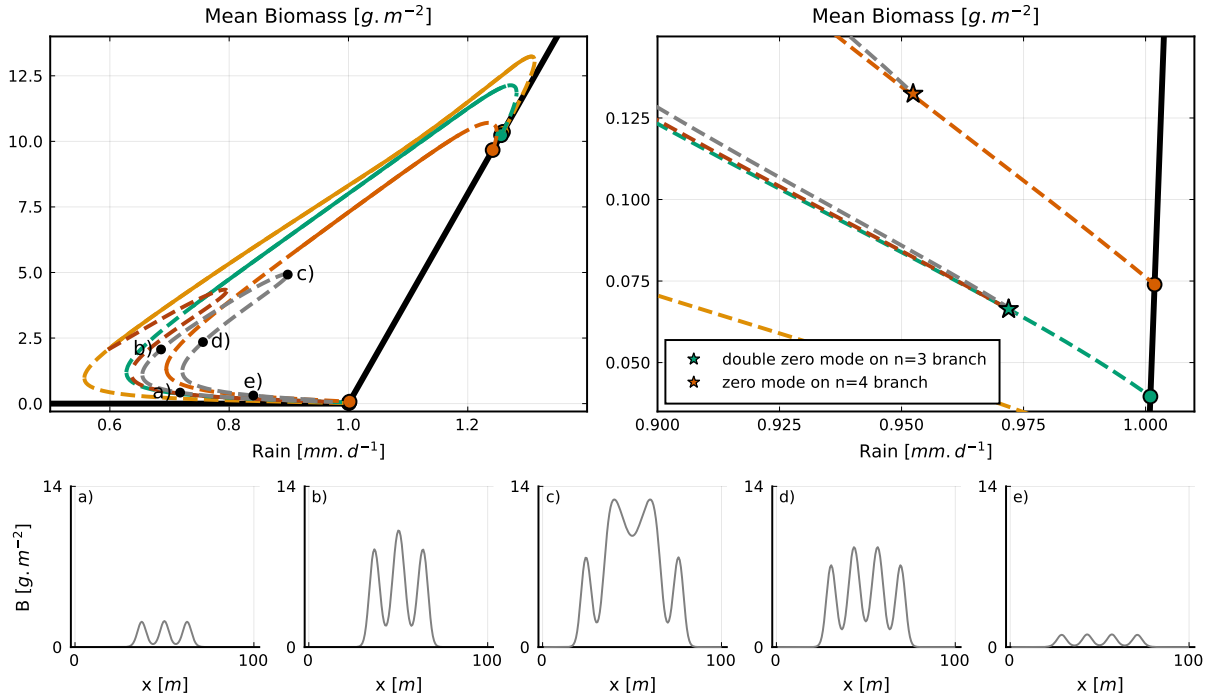 Mean Biomass [g.m⁻²]
Mean Biomass [g.m⁻²]
12.5
10.0
7.5
5.0
2.5
0.0
c)
d)
b)
a)
e)
0.6
0.8
1.0
1.2
Rain [mm.d⁻¹]
0.125
0.100
0.075
0.050
double zero mode on n=3 branch
zero mode on n=4 branch
0.900
0.925
0.950
0.975
1.000
Rain [mm.d⁻¹]
B [g.m⁻²]
14
a)
0
0
100
x [m]
14
b)
0
0
100
x [m]
14
c)
0
0
100
x [m]
14
d)
0
0
100
x [m]
14
e)
0
0
100
x [m]